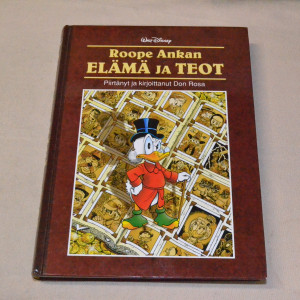 Walt Disney
Roope Ankan
ELÄMÄ JA TEOT
Piirtänyt ja kirjoittanut Don Rosa